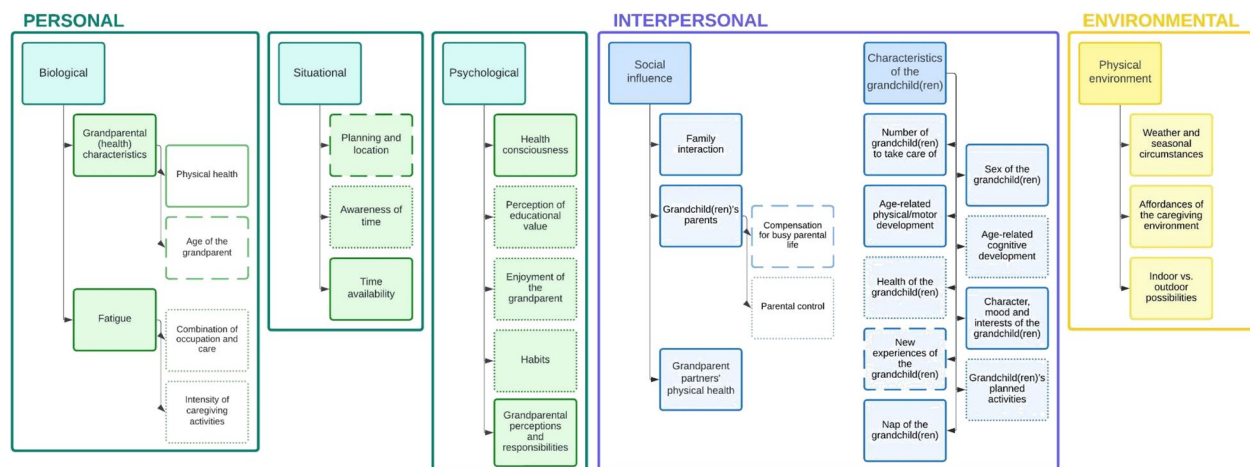 PERSONAL
Biological
Grandparental
(health)
characteristics
Physical health
Age of the
grandparent
Fatigue
Combination of
occupation and
care
Intensity of
caregiving
activities
Situational
Planning and
location
Awareness of
time
Time
availability
Psychological
Health
consciousness
Perception of
educational
value
Enjoyment of the
grandparent
Habits
Grandparental
perceptions and
responsibilities
INTERPERSONAL
Social
influence
Family
interaction
Grandchild(ren)'s
parents
Compensation
for busy parental
life
Parental control
Grandparent
partners'
physical health
Characteristics
of the
grandchild(ren)
Number of
grandchild(ren)
to take care of
Sex of the
grandchild(ren)
Age-related
physical/motor
development
Age-related
cognitive
development
Health of the
grandchild(ren)
Character,
mood and
interests of the
grandchild(ren)
New
experiences of
the
grandchild(ren)
Grandchild(ren)'s
planned
activities
Nap of the
grandchild(ren)
ENVIRONMENTAL
Physical
environment
Weather and
seasonal
circumstances
Affordances of the
caregiving
environment
Indoor vs.
outdoor
possibilities